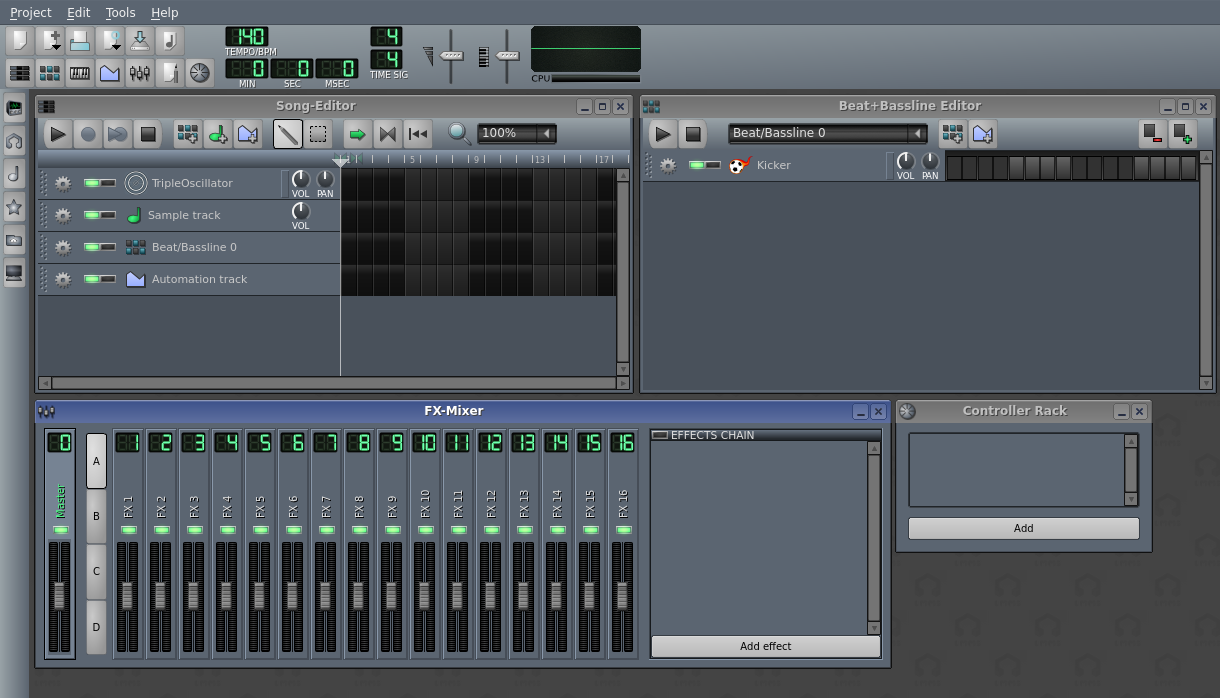 Project Edit Tools Help
140
TEMPO/BPM
4
4
TIME SIG
0 0 0
MIN SEC MSEC
CPU
Song-Editor
100%
1 5 9 13 17
TripleOscillator VOL PAN
Sample track VOL
Beat/Bassline 0
Automation track
Beat+Bassline Editor
Beat/Bassline 0
Kicker VOL PAN
FX-Mixer
0 1 2 3 4 5 6 7 8 9 10 11 12 13 14 15 16
Master
A
B
C
D
FX 1
FX 2
FX 3
FX 4
FX 5
FX 6
FX 7
FX 8
FX 9
FX 10
FX 11
FX 12
FX 13
FX 14
FX 15
FX 16
EFFECTS CHAIN
Add effect
Controller Rack
Add